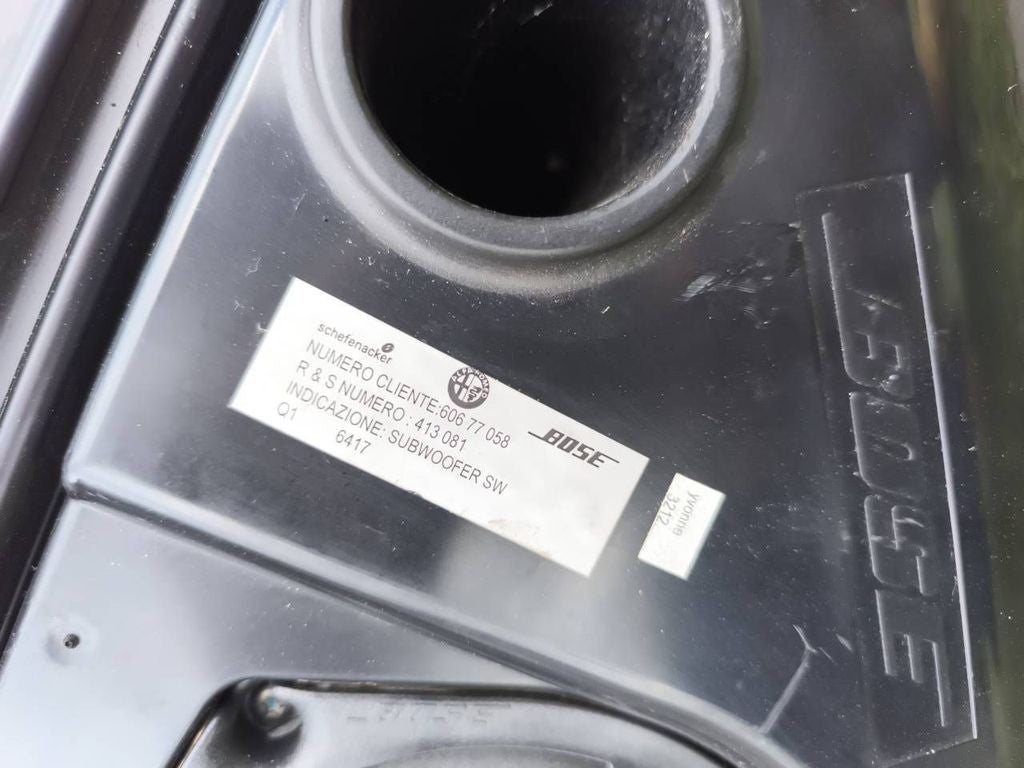 schefenacker
NUMERO CLIENTE:606 77 058
R & S NUMERO : 413 081
INDICAZIONE: SUBWOOFER SW
Q1
6417
BOSE
yvonne
3212
BOSE